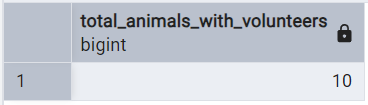 total_animals_with_volunteers
bigint
1 10